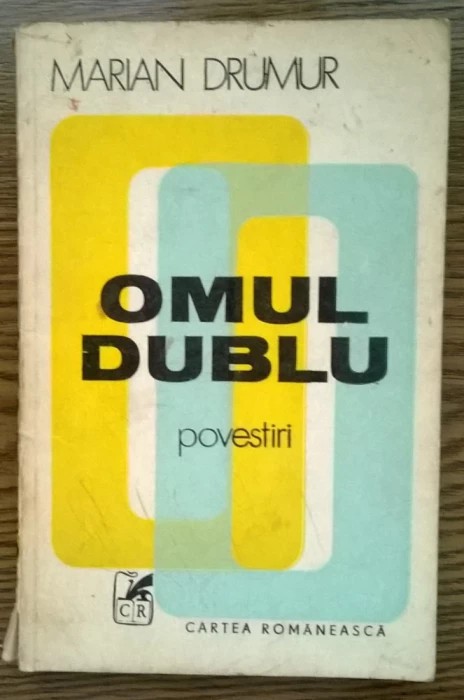 MARIAN DRUMUR
OMUL
DUBLU
povestiri
CR
CARTEA ROMÂNEASCĂ